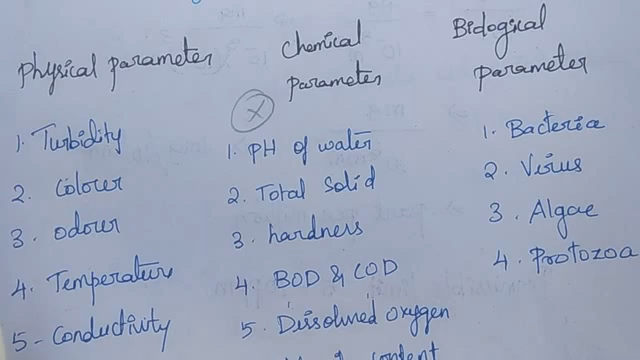 Physical parameter
1. Turbidity
2. Colour
3. odour
4. Temperature
5- Conductivity
Chemical
parameter
X
1. PH of water
2. Total Solid
3. hardness
4. BOD & COD
5. Dissolved oxygen
content
Biological
parameter
1. Bacteria
2. Virus
3. Algae
4. Protozoa